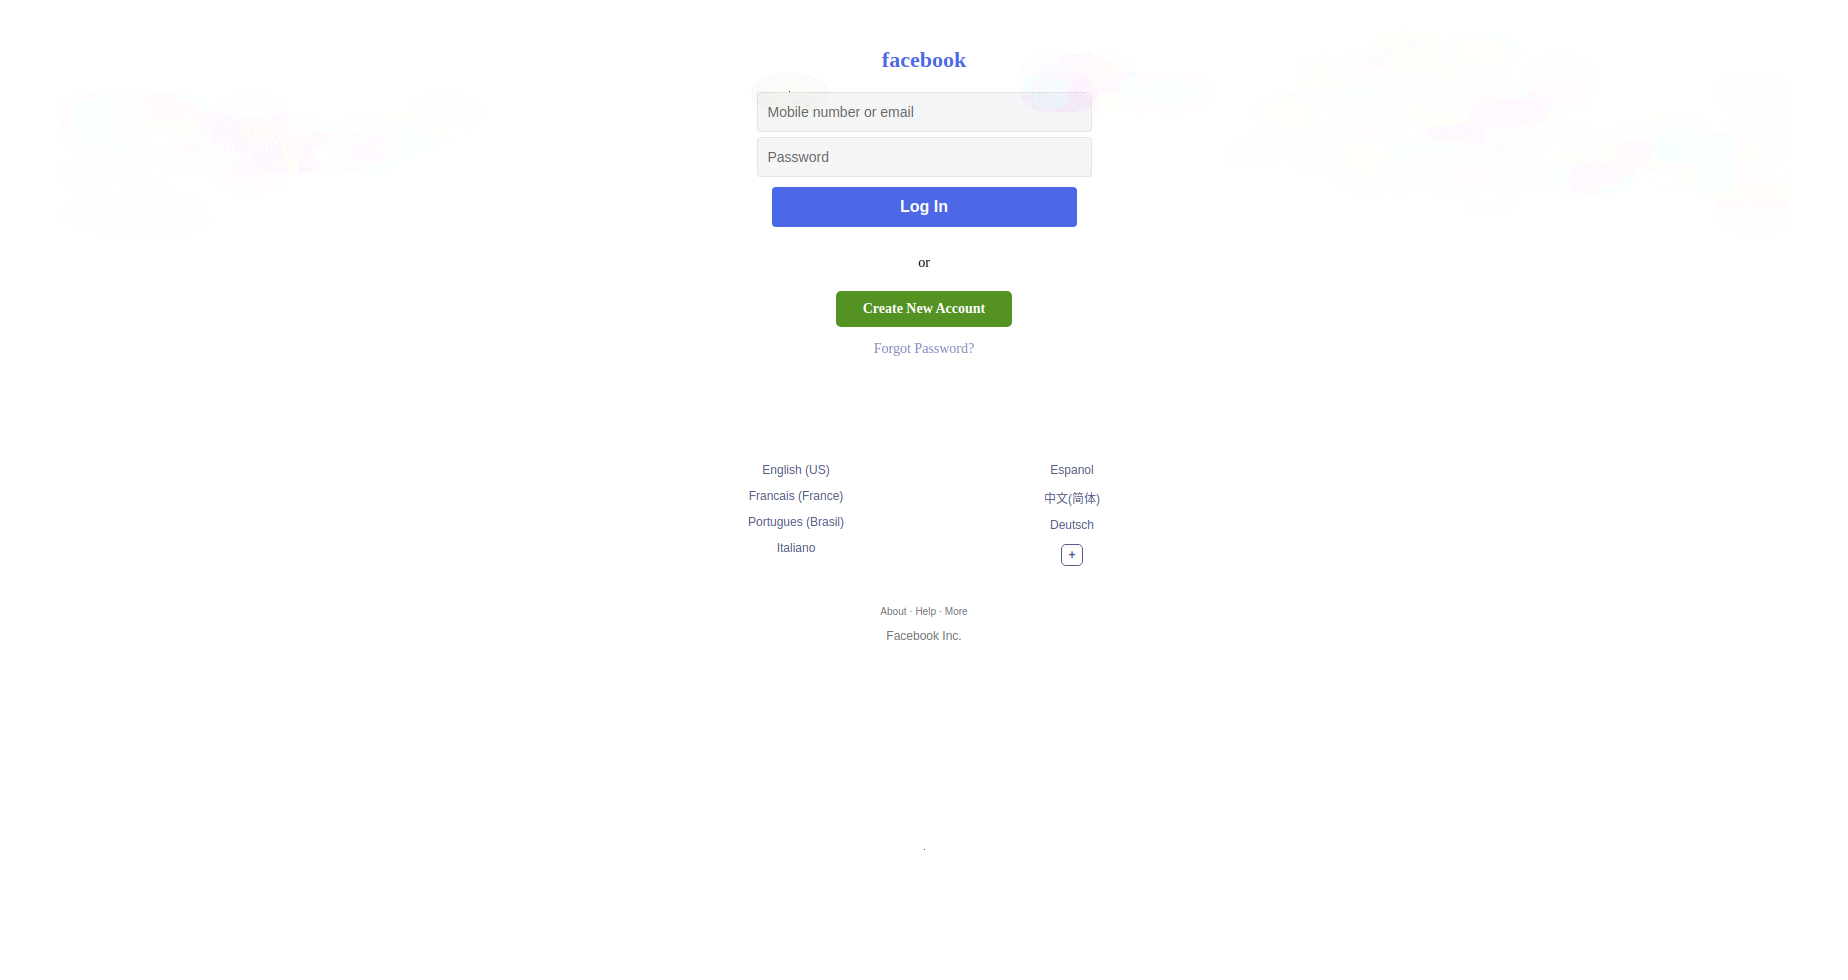 facebook
Mobile number or email
Password
Log In
or
Create New Account
Forgot Password?
English (US)
Francais (France)
Portugues (Brasil)
Italiano
Espanol
中文(简体)
Deutsch
+
About · Help · More
Facebook Inc.